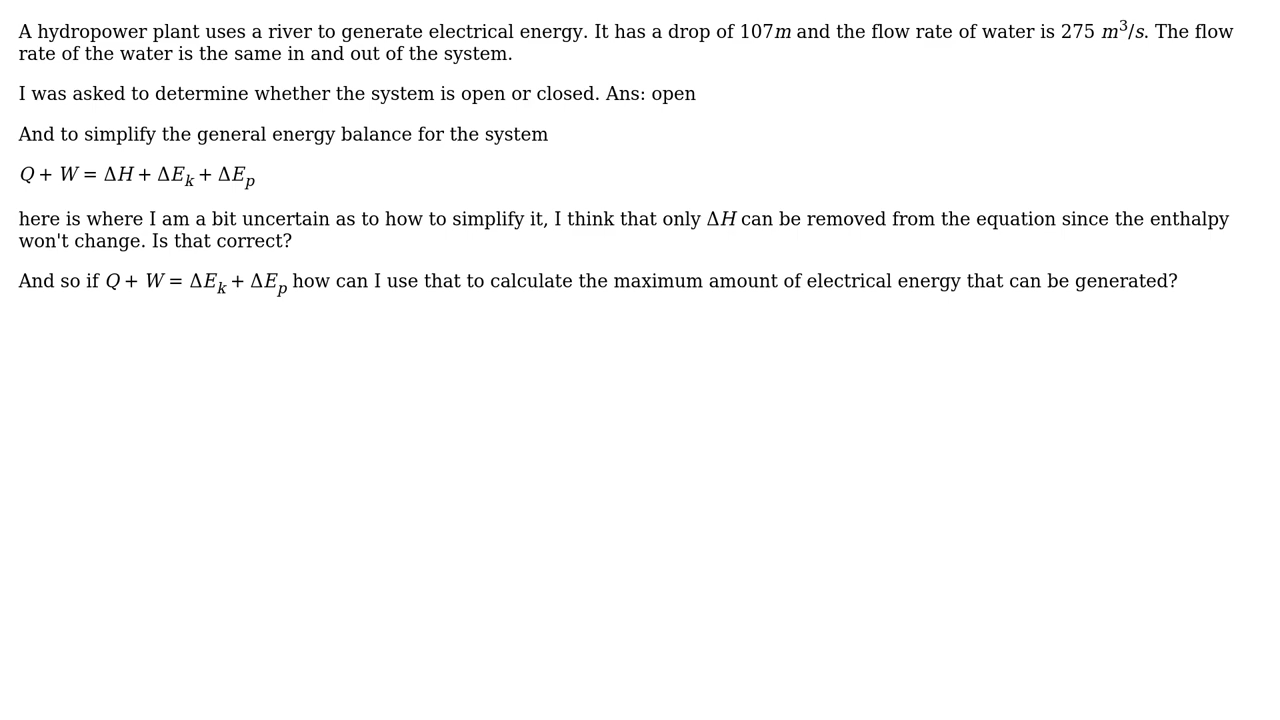 A hydropower plant uses a river to generate electrical energy. It has a drop of 107m and the flow rate of water is 275 m³/s. The flow
rate of the water is the same in and out of the system.
I was asked to determine whether the system is open or closed. Ans: open
And to simplify the general energy balance for the system
Q + W = ΔH + ΔE_k + ΔE_p
here is where I am a bit uncertain as to how to simplify it, I think that only ΔH can be removed from the equation since the enthalpy
won't change. Is that correct?
And so if Q + W = ΔE_k + ΔE_p how can I use that to calculate the maximum amount of electrical energy that can be generated?